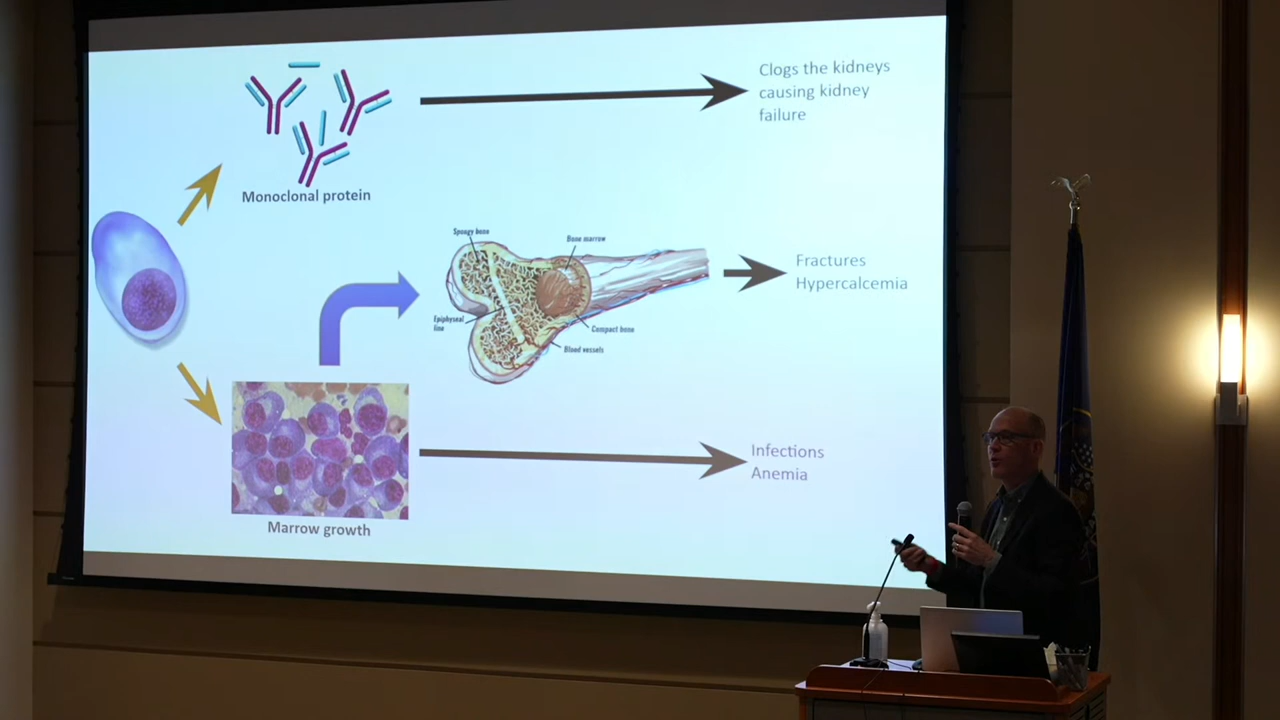 Clogs the kidneys
causing kidney
failure
Monoclonal protein
Spongy bone
Bone marrow
Fractures
Hypercalcemia
Epiphyseal
line
Compact bone
Blood vessels
Infections
Anemia
Marrow growth